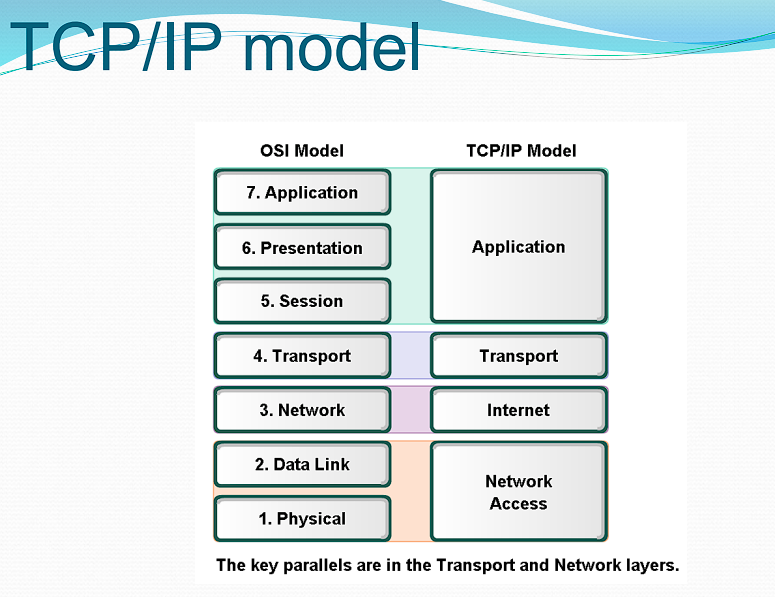 TCP/IP model
OSI Model
TCP/IP Model
7. Application
6. Presentation
5. Session
Application
4. Transport
Transport
3. Network
Internet
2. Data Link
1. Physical
Network
Access
The key parallels are in the Transport and Network layers.